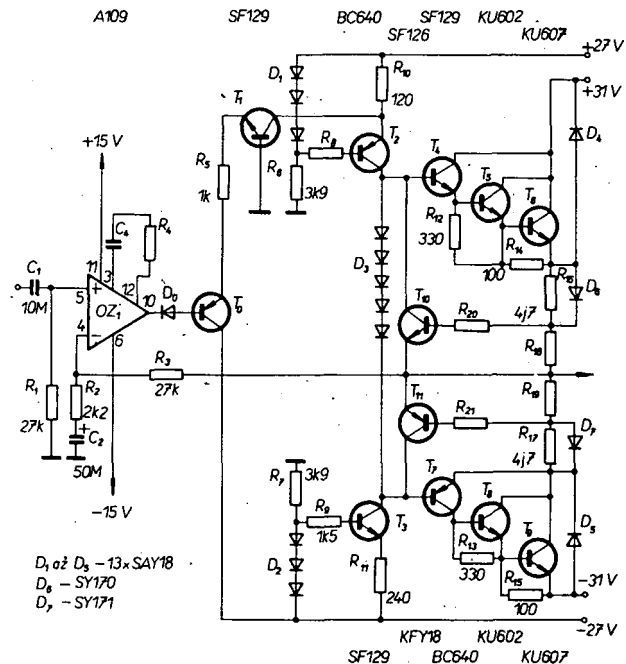 A109 SF129 BC640 SF129 KU602
SF126 KU607
+27 V
+31 V
D1
R10
120
T1
T2
D4
+15 V
R8
T4
R5
1k
R6
3k9
T5
R12
330
T6
C4
R4
R14
100
R15
D3
D6
11 3
12
C1
10M
5
OZ1
10
D0
T0
T10
R20
4j7
4
6
R18
R3
27k
R1
27k
R2
2k2
R19
T11
R21
R17
4j7
C2
50M
D7
R7
3k9
T7
T8
-15 V
R9
1k5
T3
R13
330
T9
D5
D1 až D5 - 13x SAY18
D6 - SY170
D7 - SY171
D2
R11
240
R15
100
-31 V
-27 V
KFY18 KU602
SF129 BC640 KU607